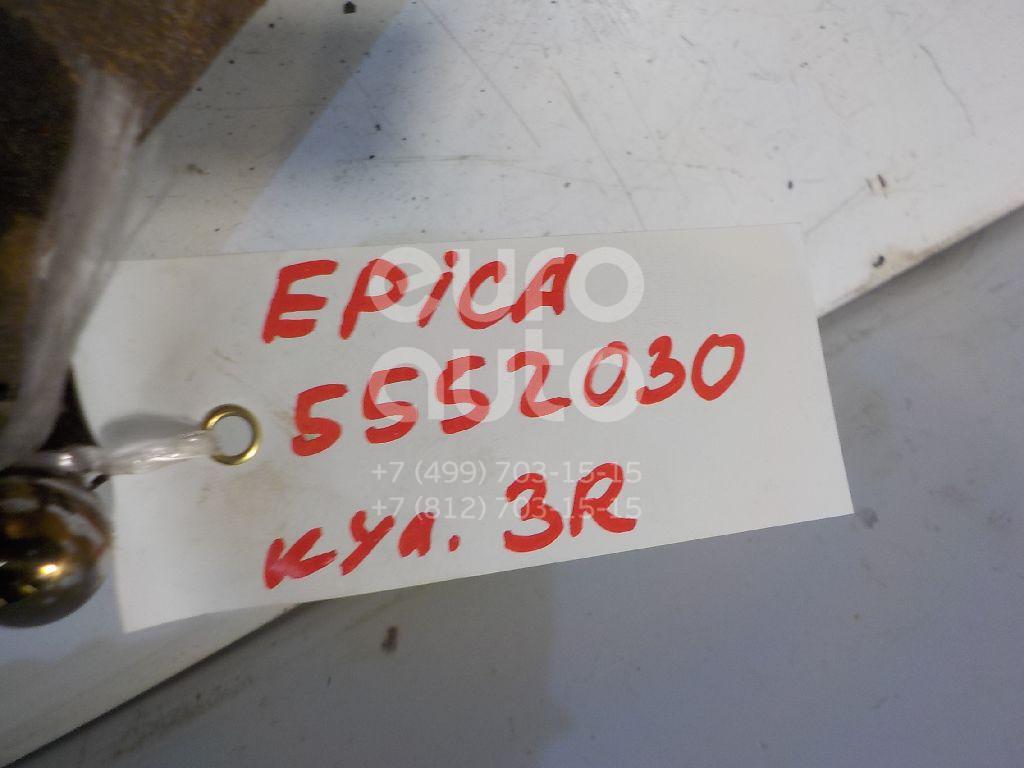 EPiCA
5552030
кул. 3R
euro
auto
+7 (499) 703-15-15
+7 (812) 703-15-15